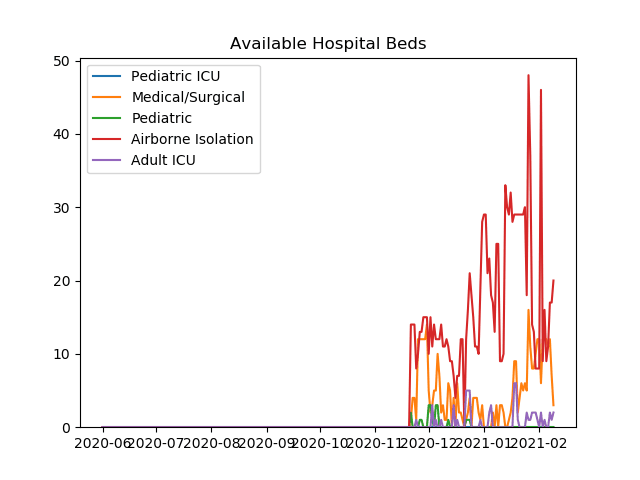 Available Hospital Beds
Pediatric ICU
Medical/Surgical
Pediatric
Airborne Isolation
Adult ICU
50
40
30
20
10
0
2020-06 2020-07 2020-08 2020-09 2020-10 2020-11 2020-12 2021-01 2021-02